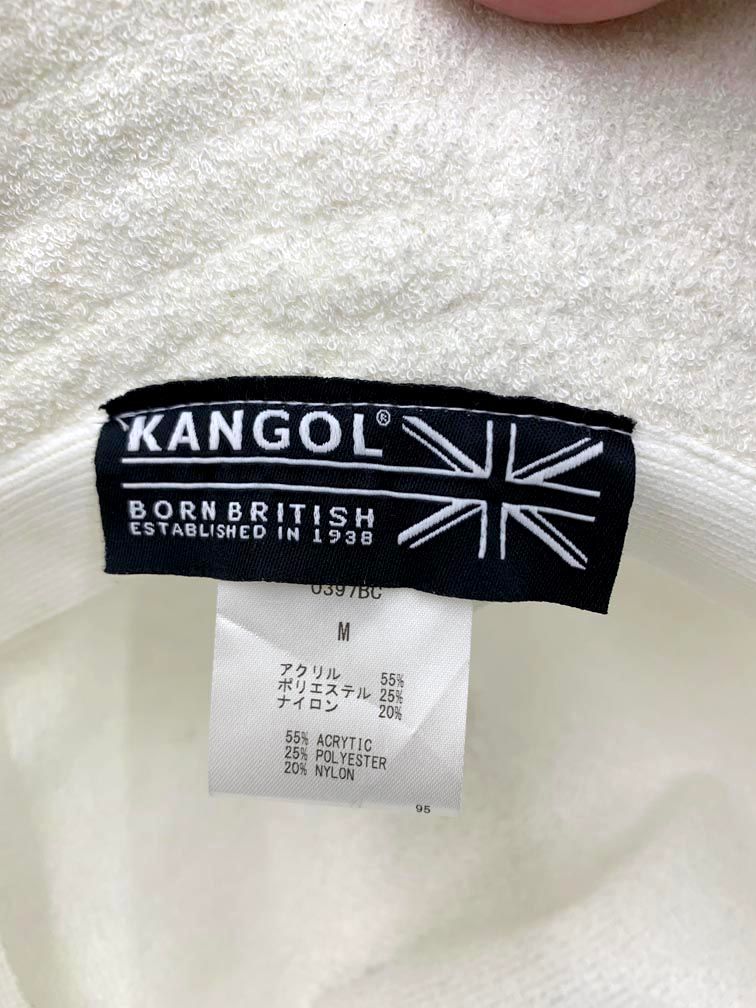 KANGOL®
BORN BRITISH
ESTABLISHED IN 1938
0397BC
M
アクリル 55%
ポリエステル 25%
ナイロン 20%
55% ACRYTIC
25% POLYESTER
20% NYLON
95